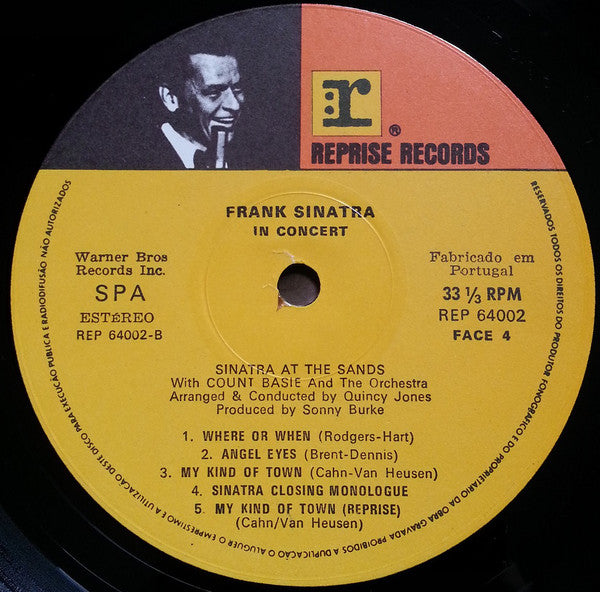 r
®
REPRISE RECORDS
FRANK SINATRA
IN CONCERT
Warner Bros
Records Inc.
SPA
ESTÉREO
REP 64002-B
Fabricado em
Portugal
33 ⅓ RPM
REP 64002
FACE 4
SINATRA AT THE SANDS
With COUNT BASIE And The Orchestra
Arranged & Conducted by Quincy Jones
Produced by Sonny Burke
1. WHERE OR WHEN (Rodgers-Hart)
2. ANGEL EYES (Brent-Dennis)
3. MY KIND OF TOWN (Cahn-Van Heusen)
4. SINATRA CLOSING MONOLOGUE
5. MY KIND OF TOWN (REPRISE)
(Cahn/Van Heusen)
RESERVADOS TODOS OS DIREITOS DO PRODUTOR FONOGRÁFICO E DO PROPRIETÁRIO DA OBRA GRAVADA PROIBIDOS A DUPLICAÇÃO O ALUGUER O EMPRÉSTIMO E A UTILIZAÇÃO DESTE DISCO PARA EXECUÇÃO PÚBLICA E RADIODIFUSÃO NÃO AUTORIZADOS